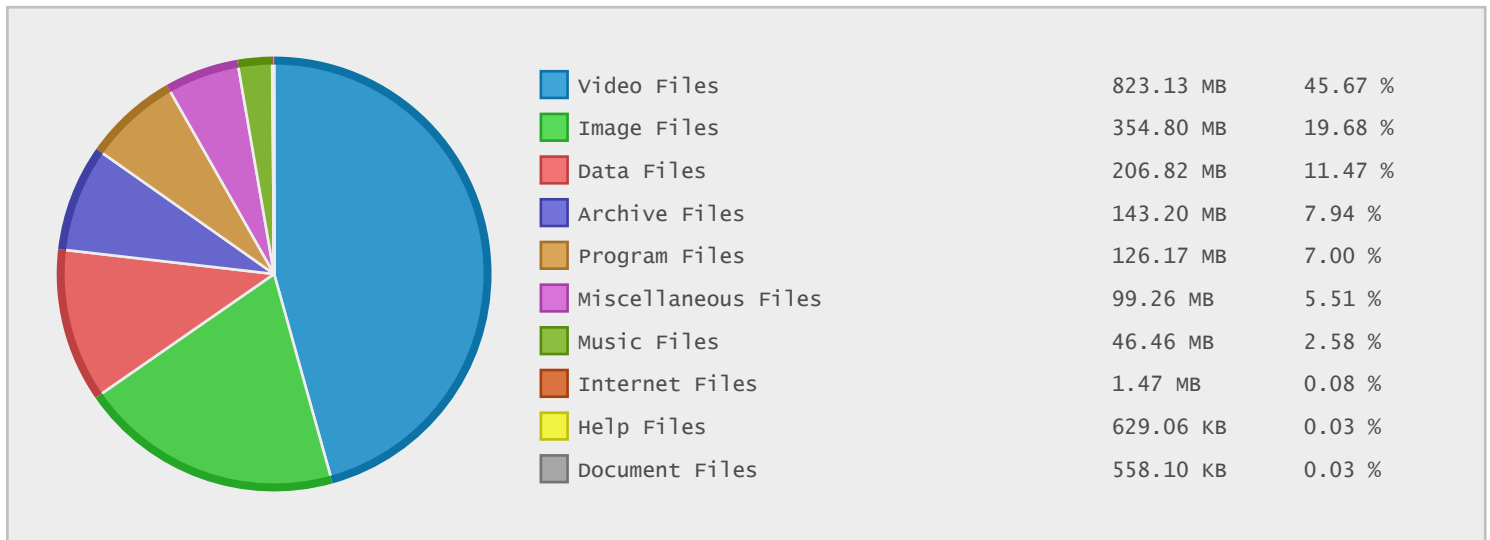 Video Files 823.13 MB 45.67 %
Image Files 354.80 MB 19.68 %
Data Files 206.82 MB 11.47 %
Archive Files 143.20 MB 7.94 %
Program Files 126.17 MB 7.00 %
Miscellaneous Files 99.26 MB 5.51 %
Music Files 46.46 MB 2.58 %
Internet Files 1.47 MB 0.08 %
Help Files 629.06 KB 0.03 %
Document Files 558.10 KB 0.03 %